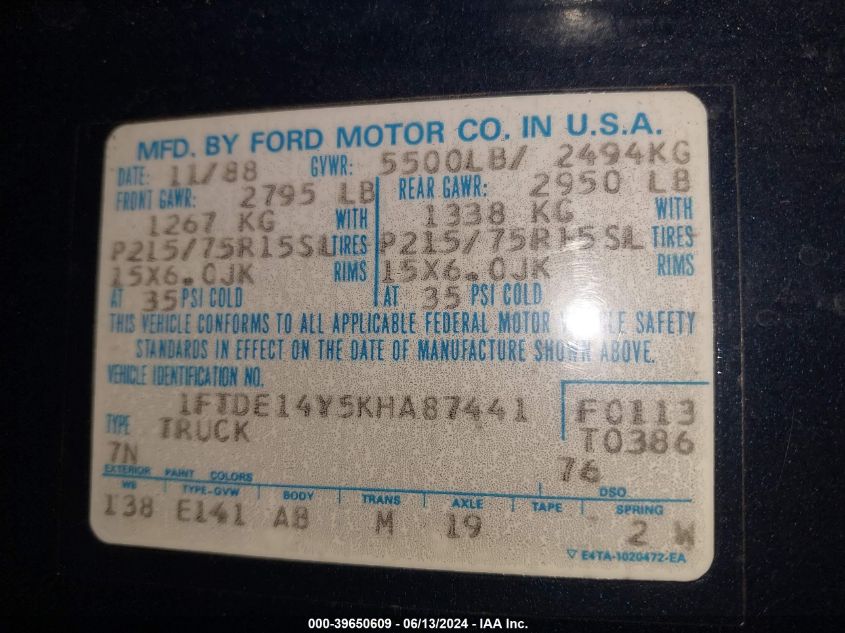 MFD. BY FORD MOTOR CO. IN U.S.A.
DATE: 11/88 GVWR: 5500LB/ 2494KG
FRONT GAWR: 2795 LB REAR GAWR: 2950 LB
1267 KG WITH 1338 KG WITH
P215/75R15SL TIRES P215/75R15SL TIRES
15X6.0JK RIMS 15X6.0JK RIMS
AT 35 PSI COLD AT 35 PSI COLD
THIS VEHICLE CONFORMS TO ALL APPLICABLE FEDERAL MOTOR VEHICLE SAFETY
STANDARDS IN EFFECT ON THE DATE OF MANUFACTURE SHOWN ABOVE.
VEHICLE IDENTIFICATION NO.
1FTDE14Y5KHA87441 F0113
TYPE TRUCK T0386
7N 76
EXTERIOR PAINT COLORS DSO
WB TYPE-GVW BODY TRANS AXLE TAPE SPRING
138 E141 AB M 19 2 W
▽ E4TA-1020472-EA
000-39650609 - 06/13/2024 - IAA Inc.